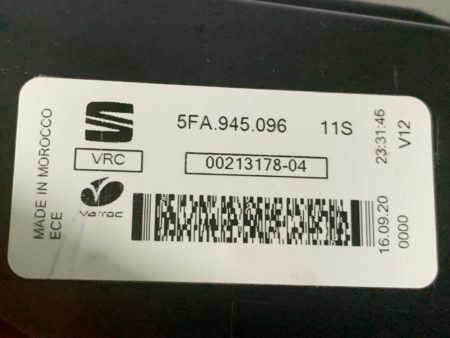 MADE IN MOROCCO
ECE
5FA.945.096 11S
VRC
00213178-04
varroc
23:31:46
V12
16.09.20
0000